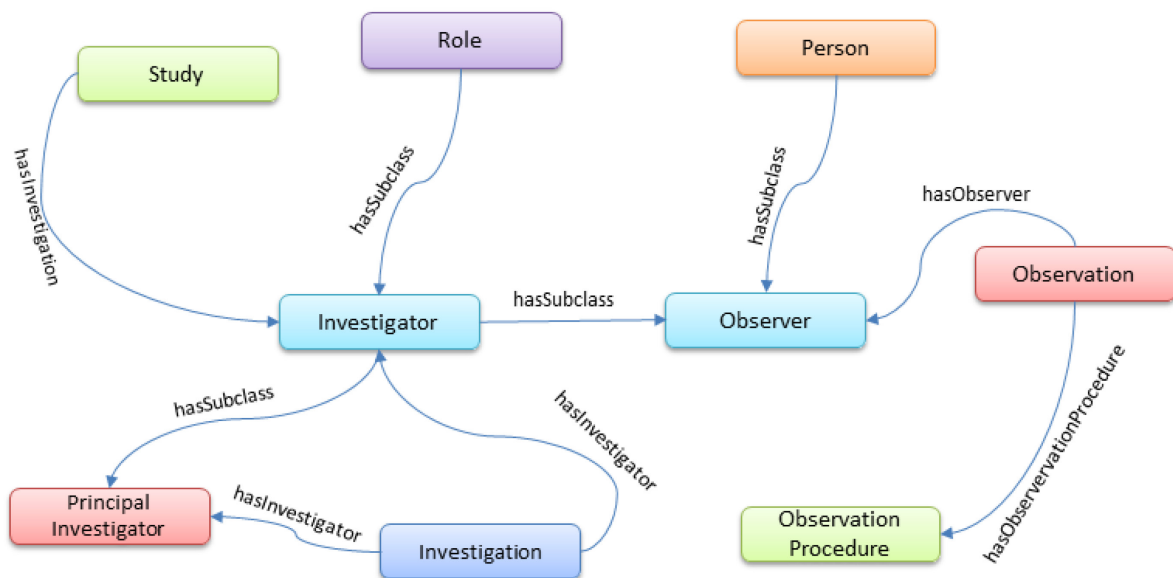 Role
Person
Study
hasInvestigation
hasSubclass
hasSubclass
hasObserver
Observation
Investigator
hasSubclass
Observer
hasSubclass
hasInvestigator
hasObservervationProcedure
Principal
Investigator
hasInvestigator
Investigation
Observation
Procedure